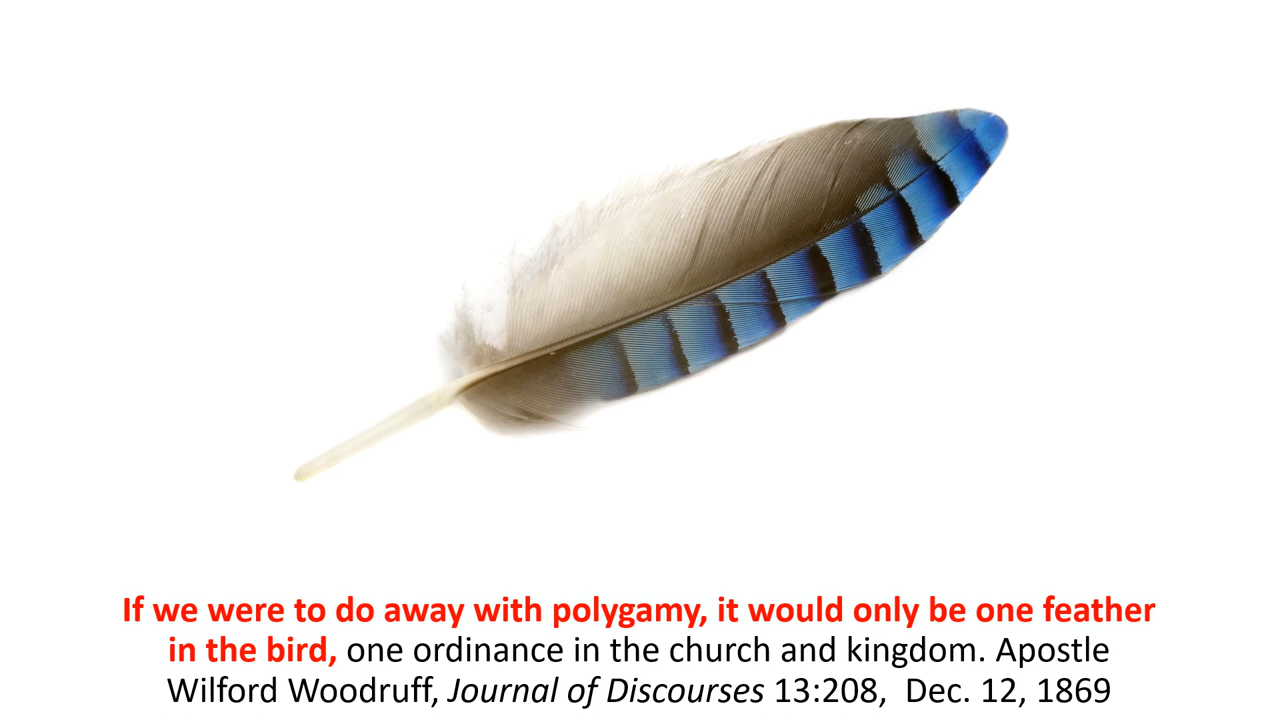 If we were to do away with polygamy, it would only be one feather
in the bird, one ordinance in the church and kingdom. Apostle
Wilford Woodruff, Journal of Discourses 13:208,  Dec. 12, 1869